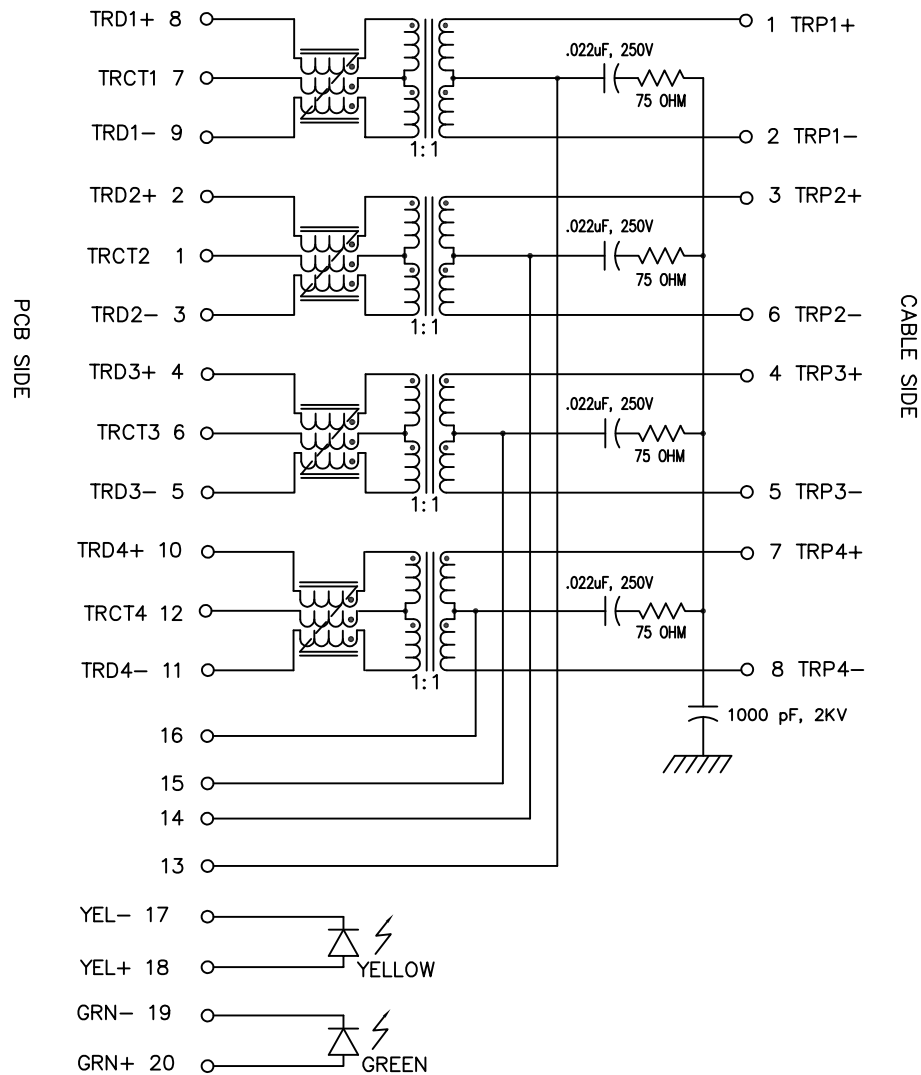 TRD1+ 8
1 TRP1+
.022uF, 250V
TRCT1 7
75 OHM
TRD1− 9
2 TRP1−
1:1
TRD2+ 2
3 TRP2+
.022uF, 250V
TRCT2 1
75 OHM
TRD2− 3
6 TRP2−
1:1
PCB SIDE
CABLE SIDE
TRD3+ 4
4 TRP3+
.022uF, 250V
TRCT3 6
75 OHM
TRD3− 5
5 TRP3−
1:1
TRD4+ 10
7 TRP4+
.022uF, 250V
TRCT4 12
75 OHM
TRD4− 11
8 TRP4−
1:1
1000 pF, 2KV
16
15
14
13
YEL− 17
YEL+ 18
YELLOW
GRN− 19
GRN+ 20
GREEN